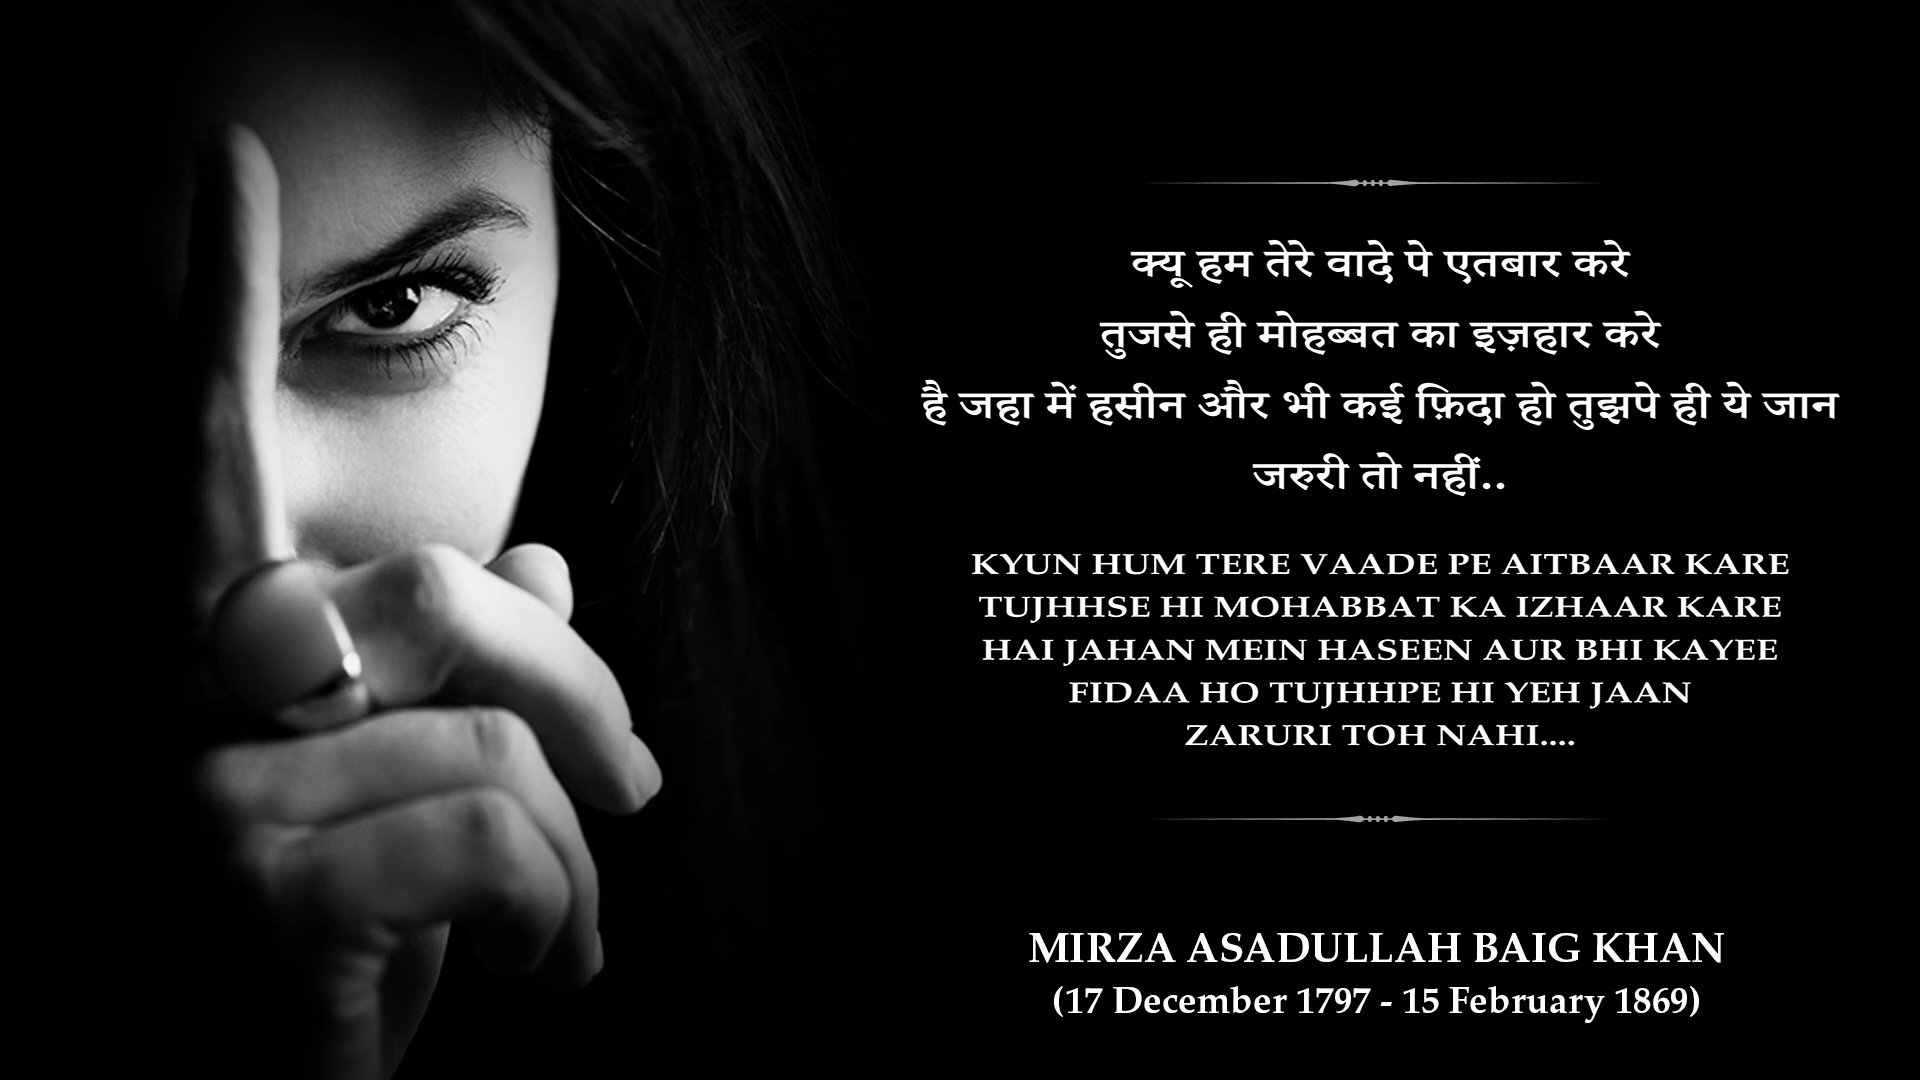 क्यू हम तेरे वादे पे एतबार करे
तुजसे ही मोहब्बत का इज़हार करे
है जहा में हसीन और भी कई फ़िदा हो तुझपे ही ये जान
जरुरी तो नहीं..
KYUN HUM TERE VAADE PE AITBAAR KARE
TUJHHSE HI MOHABBAT KA IZHAAR KARE
HAI JAHAN MEIN HASEEN AUR BHI KAYEE
FIDAA HO TUJHHPE HI YEH JAAN
ZARURI TOH NAHI....
MIRZA ASADULLAH BAIG KHAN
(17 December 1797 - 15 February 1869)